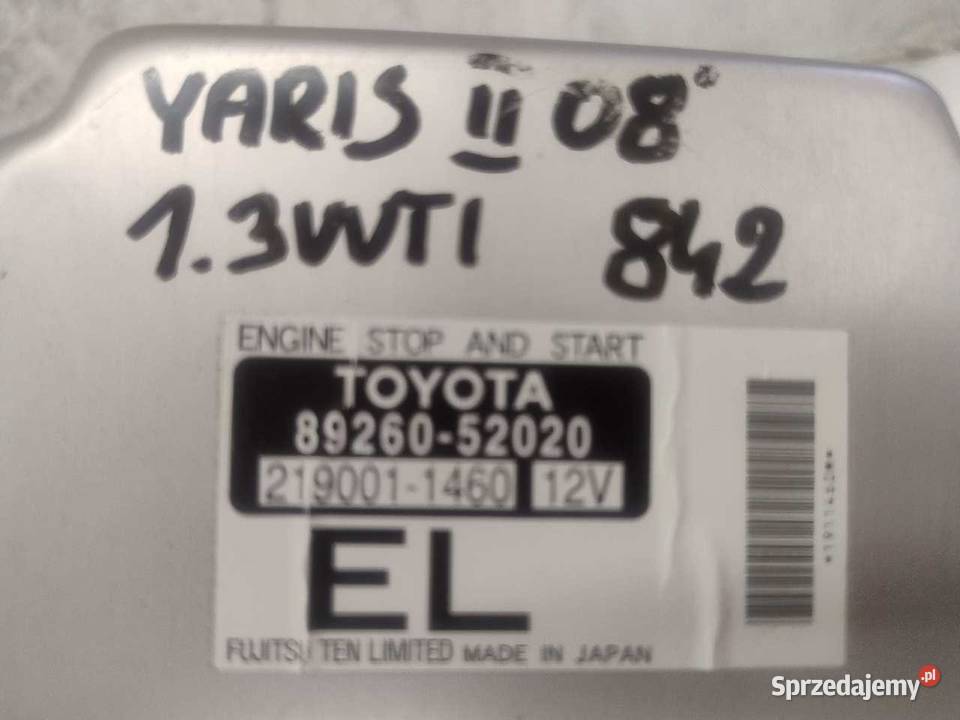 YARIS II 08
1.3VVTI 842
ENGINE STOP AND START
TOYOTA
89260-52020
219001-1460 12V
EL
FUJITSU TEN LIMITED MADE IN JAPAN
Sprzedajemy.pl